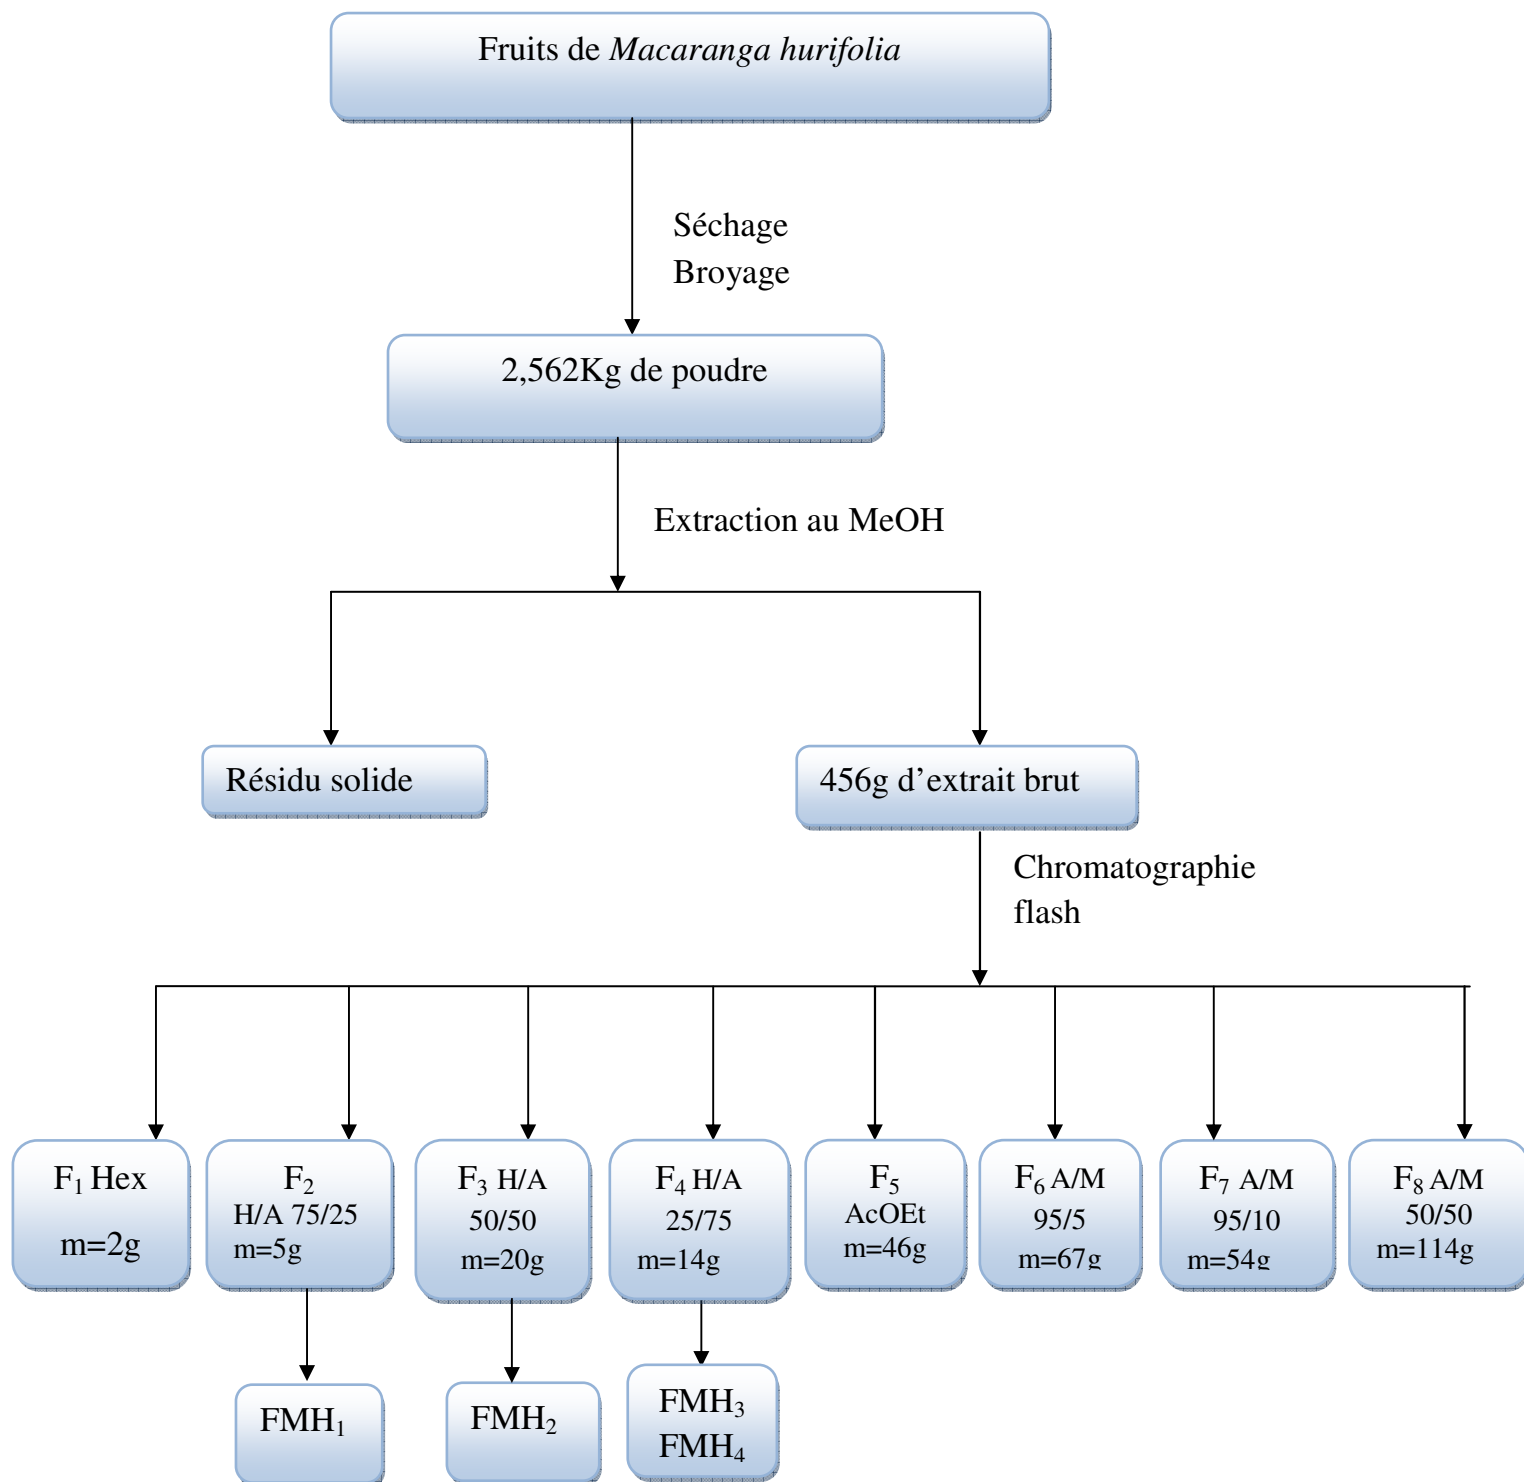 Fruits de Macaranga hurifolia
Séchage
Broyage
2,562Kg de poudre
Extraction au MeOH
Résidu solide
456g d’extrait brut
Chromatographie
flash
F₁ Hex
m=2g
F₂
H/A 75/25
m=5g
F₃ H/A
50/50
m=20g
F₄ H/A
25/75
m=14g
F₅
AcOEt
m=46g
F₆ A/M
95/5
m=67g
F₇ A/M
95/10
m=54g
F₈ A/M
50/50
m=114g
FMH₁
FMH₂
FMH₃
FMH₄